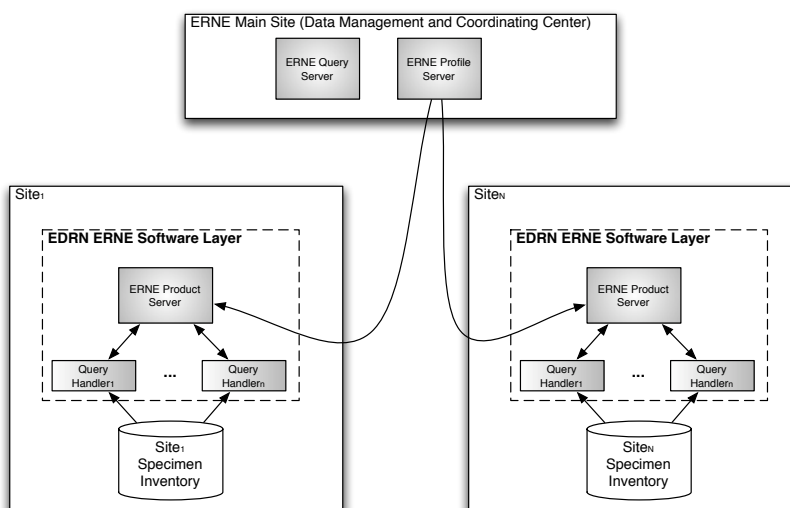 ERNE Main Site (Data Management and Coordinating Center)
ERNE Query
Server
ERNE Profile
Server
Site₁
EDRN ERNE Software Layer
ERNE Product
Server
Query
Handler₁
...
Query
Handlerₙ
Site₁
Specimen
Inventory
Site_N
EDRN ERNE Software Layer
ERNE Product
Server
Query
Handler₁
...
Query
Handlerₙ
Site_N
Specimen
Inventory